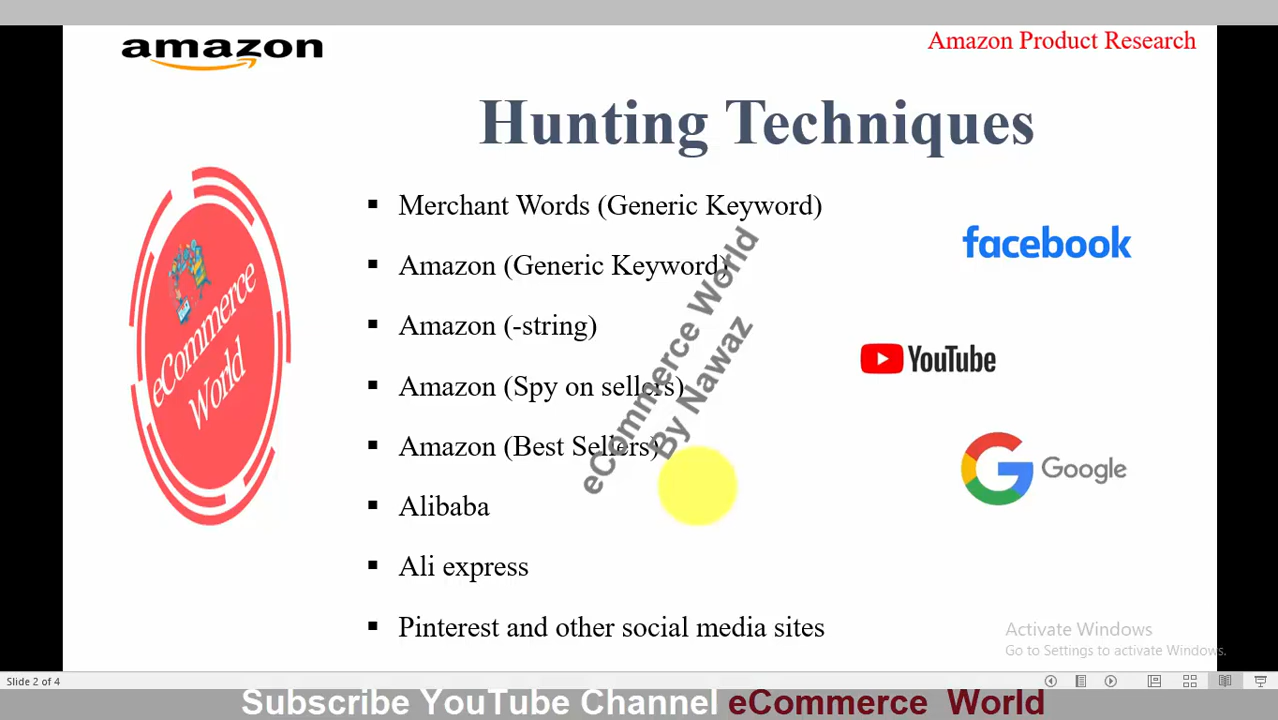 amazon
Amazon Product Research
Hunting Techniques
Merchant Words (Generic Keyword)
Amazon (Generic Keyword)
Amazon (-string)
Amazon (Spy on sellers)
Amazon (Best Sellers)
Alibaba
Ali express
Pinterest and other social media sites
eCommerce
World
eCommerce World
By Nawaz
facebook
YouTube
Google
Activate Windows
Go to Settings to activate Windows.
Slide 2 of 4
Subscribe YouTube Channel eCommerce World